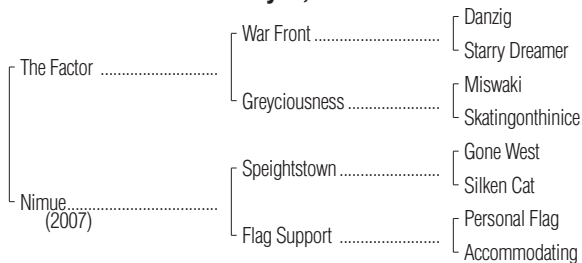 Danzig
War Front
Starry Dreamer
The Factor
Miswaki
Greyciousness
Skatingonthinice
Gone West
Speightstown
Silken Cat
Nimue
(2007)
Personal Flag
Flag Support
Accommodating